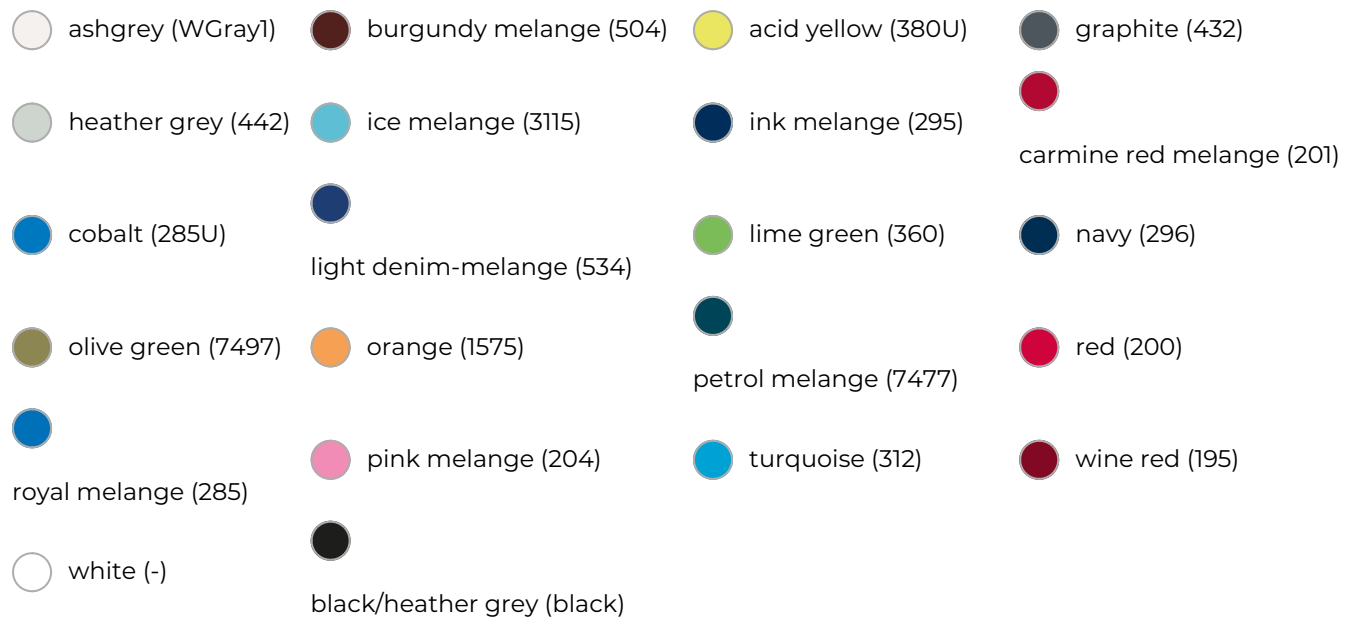 ashgrey (WGray1)
burgundy melange (504)
acid yellow (380U)
graphite (432)
heather grey (442)
ice melange (3115)
ink melange (295)
carmine red melange (201)
cobalt (285U)
light denim-melange (534)
lime green (360)
navy (296)
olive green (7497)
orange (1575)
petrol melange (7477)
red (200)
royal melange (285)
pink melange (204)
turquoise (312)
wine red (195)
white (-)
black/heather grey (black)